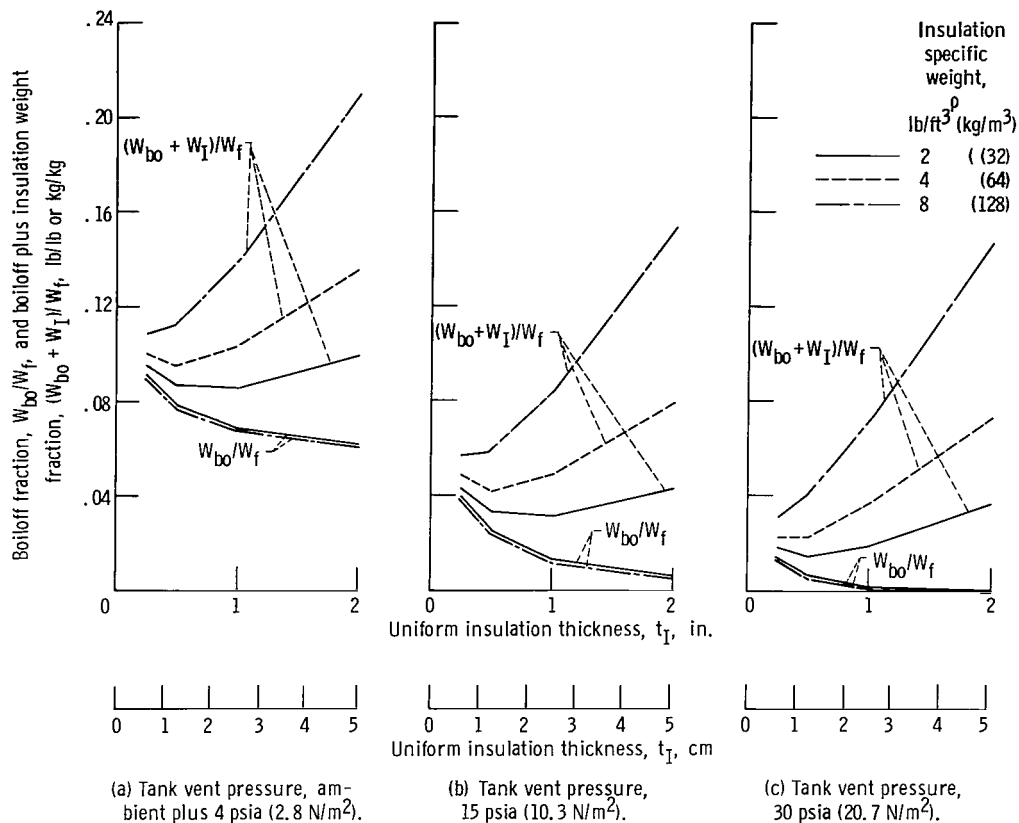 Boiloff fraction, W_bo/W_f, and boiloff plus insulation weight
fraction, (W_bo + W_I)/W_f, lb/lb or kg/kg
.24
.20
.16
.12
.08
.04
0
(W_bo + W_I)/W_f
W_bo/W_f
1
2
(W_bo+W_I)/W_f
W_bo/W_f
0
1
2
Insulation
specific
weight,
ρ
lb/ft³ (kg/m³)
2 ( (32)
4 (64)
8 (128)
(W_bo+W_I)/W_f
W_bo/W_f
0
1
2
Uniform insulation thickness, t_I, in.
0 1 2 3 4 5
0 1 2 3 4 5
0 1 2 3 4 5
Uniform insulation thickness, t_I, cm
(a) Tank vent pressure, am-
bient plus 4 psia (2.8 N/m²).
(b) Tank vent pressure,
15 psia (10.3 N/m²).
(c) Tank vent pressure,
30 psia (20.7 N/m²).